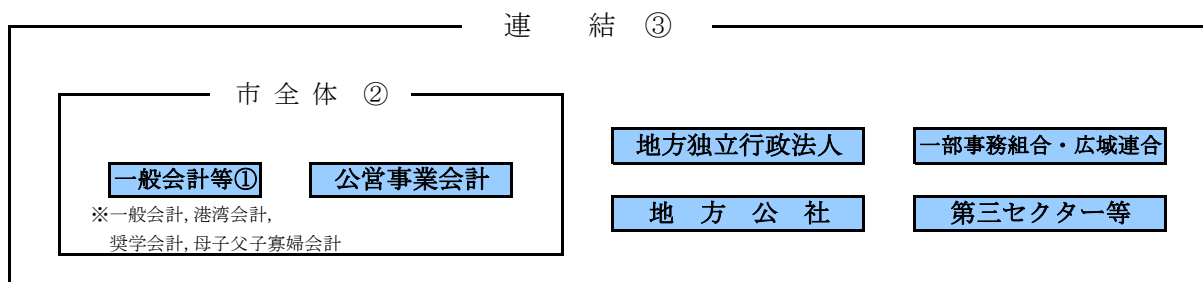 連 結 ③
市 全 体 ②
地方独立行政法人
一部事務組合・広域連合
一般会計等①
公営事業会計
※一般会計, 港湾会計,
奨学会計, 母子父子寡婦会計
地 方 公 社
第三セクター等